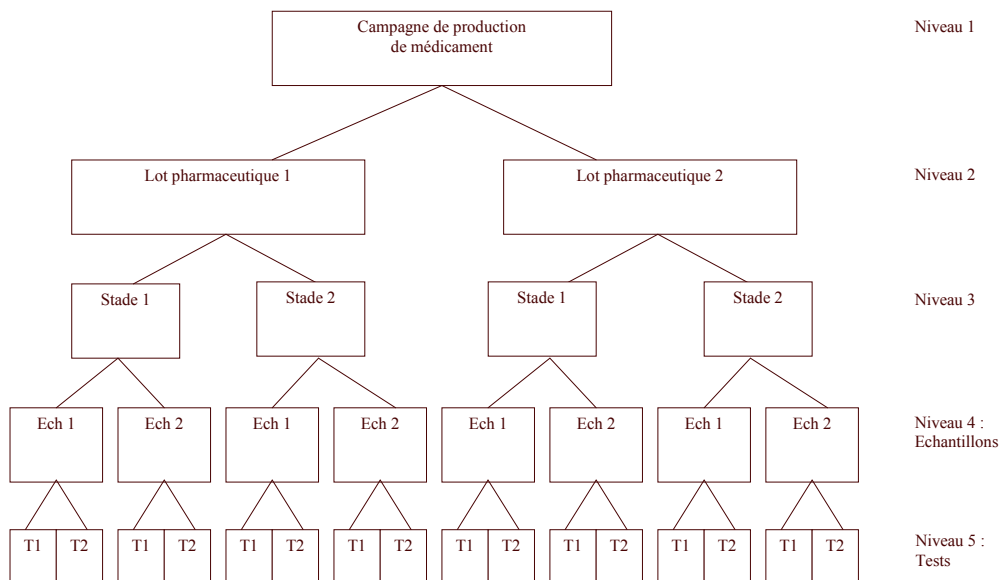 Campagne de production
de médicament
Niveau 1
Lot pharmaceutique 1
Lot pharmaceutique 2
Niveau 2
Stade 1
Stade 2
Stade 1
Stade 2
Niveau 3
Ech 1
Ech 2
Ech 1
Ech 2
Ech 1
Ech 2
Ech 1
Ech 2
Niveau 4 :
Echantillons
T1
T2
T1
T2
T1
T2
T1
T2
T1
T2
T1
T2
T1
T2
T1
T2
Niveau 5 :
Tests